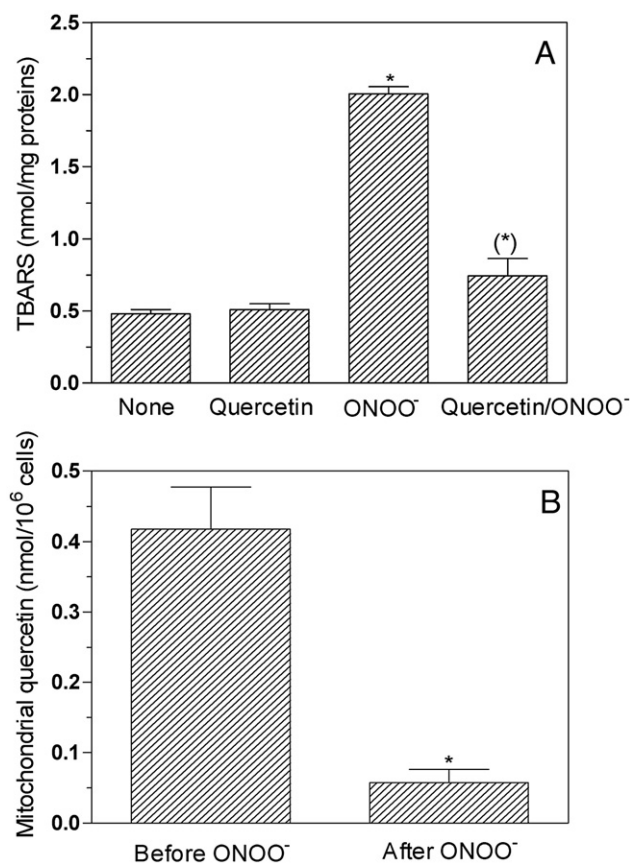 A
TBARS (nmol/mg proteins)
2.5
2.0
1.5
1.0
0.5
0.0
*
(*)
None Quercetin ONOO⁻ Quercetin/ONOO⁻
B
Mitochondrial quercetin (nmol/10⁶ cells)
0.5
0.4
0.3
0.2
0.1
0.0
*
Before ONOO⁻ After ONOO⁻